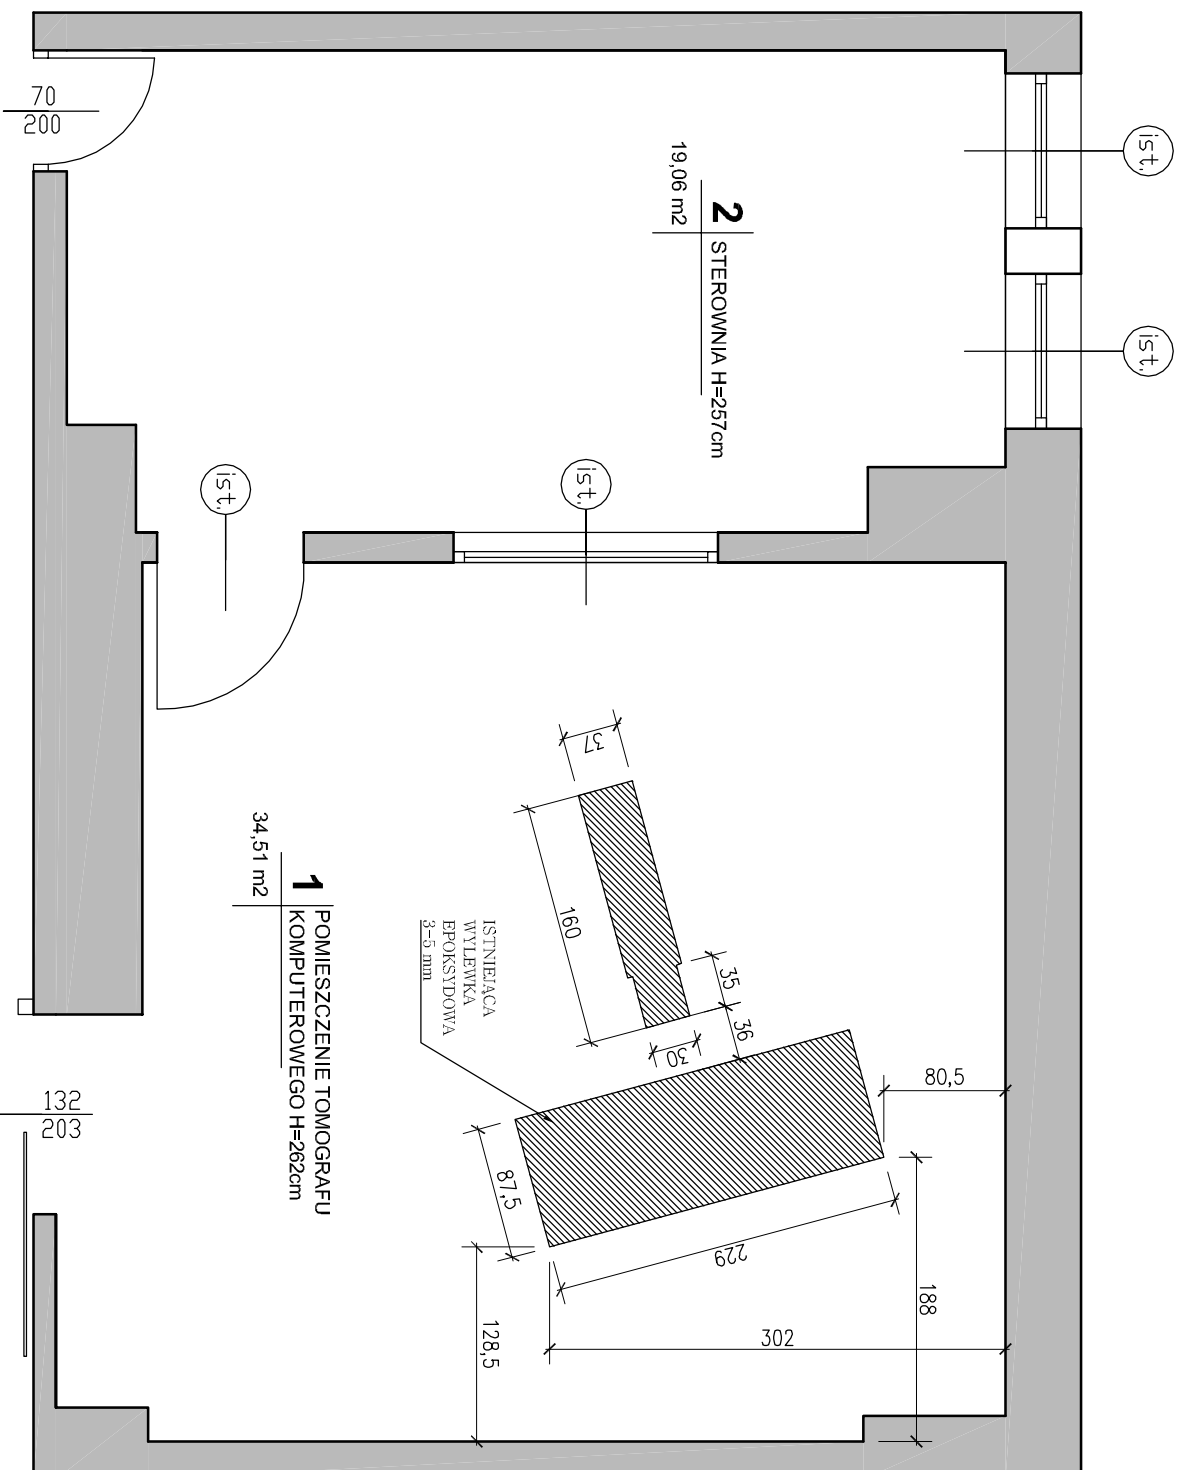 70
200
ist.
ist.
2 STEROWNIA H=257cm
19,06 m2
ist.
ist.
37
160
35
36
30
80,5
1 POMIESZCZENIE TOMOGRAFU
KOMPUTEROWEGO H=262cm
34,51 m2
ISTNIEJĄCA
WYLEWKA
EPOKSYDOWA
3-5 mm
132
203
87,5
229
188
302
128,5